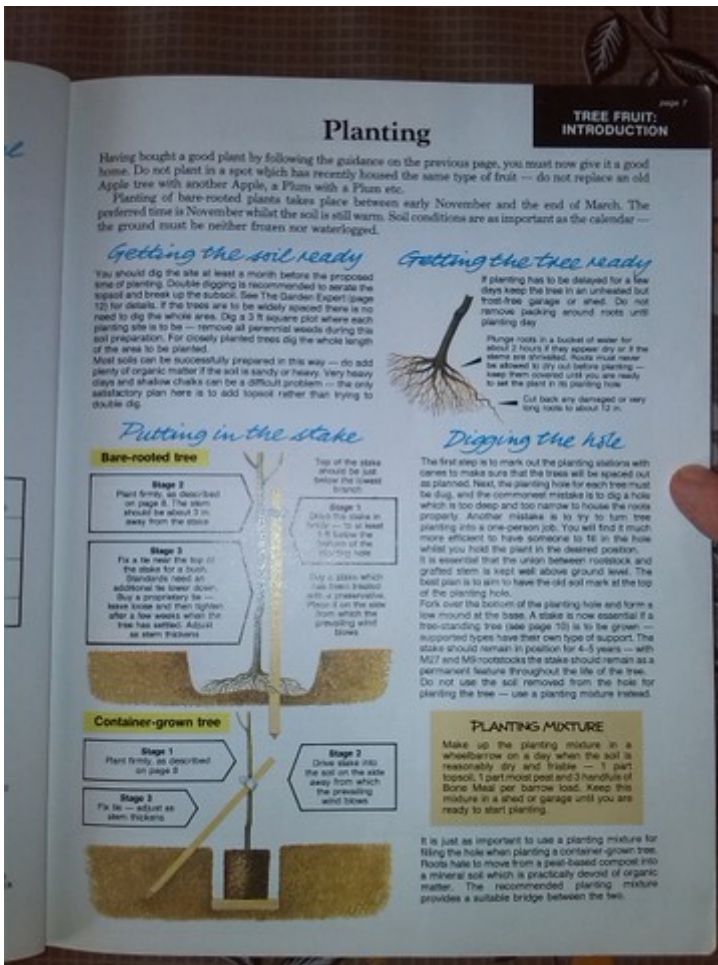 page 7
TREE FRUIT:
INTRODUCTION
Planting
Having bought a good plant by following the guidance on the previous page, you must now give it a good
home. Do not plant in a spot which has recently housed the same type of fruit — do not replace an old
Apple tree with another Apple, a Plum with a Plum etc.
Planting of bare-rooted plants takes place between early November and the end of March. The
preferred time is November whilst the soil is still warm. Soil conditions are as important as the calendar —
the ground must be neither frozen nor waterlogged.
Getting the soil ready
You should dig the site at least a month before the proposed
time of planting. Double digging is recommended to aerate the
topsoil and break up the subsoil. See The Garden Expert (page
12) for details. If the trees are to be widely spaced there is no
need to dig the whole area. Dig a 3 ft square plot where each
planting site is to be — remove all perennial weeds during this
soil preparation. For closely planted trees dig the whole length
of the area to be planted.
Most soils can be successfully prepared in this way — do add
plenty of organic matter if the soil is sandy or heavy. Very heavy
clays and shallow chalks can be a difficult problem — the only
satisfactory plan here is to add topsoil rather than trying to
double dig.
Getting the tree ready
If planting has to be delayed for a few
days keep the tree in an unheated but
frost-free garage or shed. Do not
remove packing around roots until
planting day
Plunge roots in a bucket of water for
about 2 hours if they appear dry or if the
stems are shrivelled. Roots must never
be allowed to dry out before planting —
keep them covered until you are ready
to set the plant in its planting hole
Cut back any damaged or very
long roots to about 12 in.
Putting in the stake
Bare-rooted tree
Stage 2
Plant firmly, as described
on page 8. The stem
should be about 3 in.
away from the stake
Stage 3
Fix a tie near the top of
the stake for a bush.
Standards need an
additional tie lower down.
Buy a proprietary tie —
leave loose and then tighten
after a few weeks when the
tree has settled. Adjust
as stem thickens
Top of the stake
should be just
below the lowest
branch
Stage 1
Drive the stake in
firmly — to at least
1 ft below the
bottom of the
planting hole
Buy a stake which
has been treated
with a preservative.
Place it on the side
from which the
prevailing wind
blows
Container-grown tree
Stage 1
Plant firmly, as described
on page 8
Stage 3
Fix tie — adjust as
stem thickens
Stage 2
Drive stake into
the soil on the side
away from which
the prevailing
wind blows
Digging the hole
The first step is to mark out the planting stations with
canes to make sure that the trees will be spaced out
as planned. Next, the planting hole for each tree must
be dug, and the commonest mistake is to dig a hole
which is too deep and too narrow to house the roots
properly. Another mistake is to try to turn tree
planting into a one-person job. You will find it much
more efficient to have someone to fill in the hole
whilst you hold the plant in the desired position.
It is essential that the union between rootstock and
grafted stem is kept well above ground level. The
best plan is to aim to have the old soil mark at the top
of the planting hole.
Fork over the bottom of the planting hole and form a
low mound at the base. A stake is now essential if a
free-standing tree (see page 10) is to be grown —
supported types have their own type of support. The
stake should remain in position for 4-5 years — with
M27 and M9 rootstocks the stake should remain as a
permanent feature throughout the life of the tree.
Do not use the soil removed from the hole for
planting the tree — use a planting mixture instead.
PLANTING MIXTURE
Make up the planting mixture in a
wheelbarrow on a day when the soil is
reasonably dry and friable — 1 part
topsoil, 1 part moist peat and 3 handfuls of
Bone Meal per barrow load. Keep this
mixture in a shed or garage until you are
ready to start planting.
It is just as important to use a planting mixture for
filling the hole when planting a container-grown tree.
Roots hate to move from a peat-based compost into
a mineral soil which is practically devoid of organic
matter. The recommended planting mixture
provides a suitable bridge between the two.